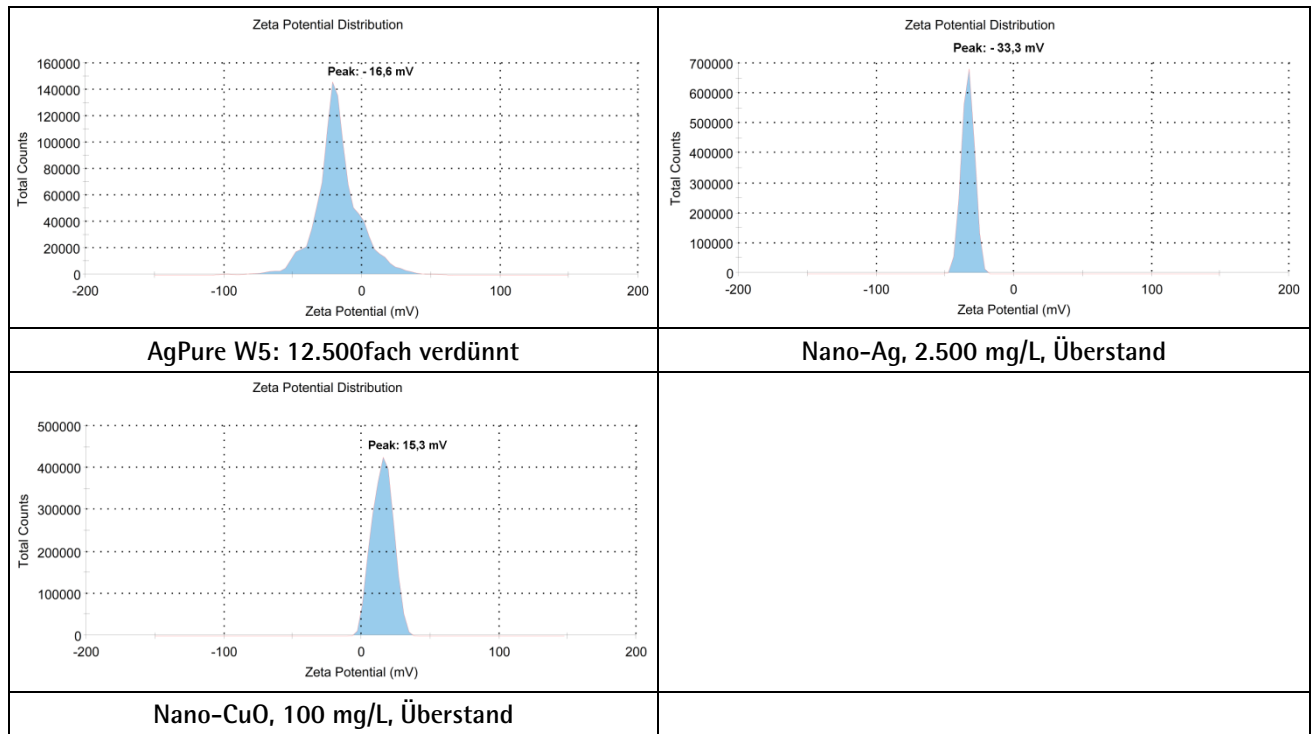 Zeta Potential Distribution
Peak: - 16,6 mV
160000
140000
120000
100000
80000
60000
40000
20000
0
Total Counts
-200 -100 0 100 200
Zeta Potential (mV)
AgPure W5: 12.500fach verdünnt
Zeta Potential Distribution
Peak: - 33,3 mV
700000
600000
500000
400000
300000
200000
100000
0
Total Counts
-200 -100 0 100 200
Zeta Potential (mV)
Nano-Ag, 2.500 mg/L, Überstand
Zeta Potential Distribution
Peak: 15,3 mV
500000
400000
300000
200000
100000
0
Total Counts
-200 -100 0 100 200
Zeta Potential (mV)
Nano-CuO, 100 mg/L, Überstand